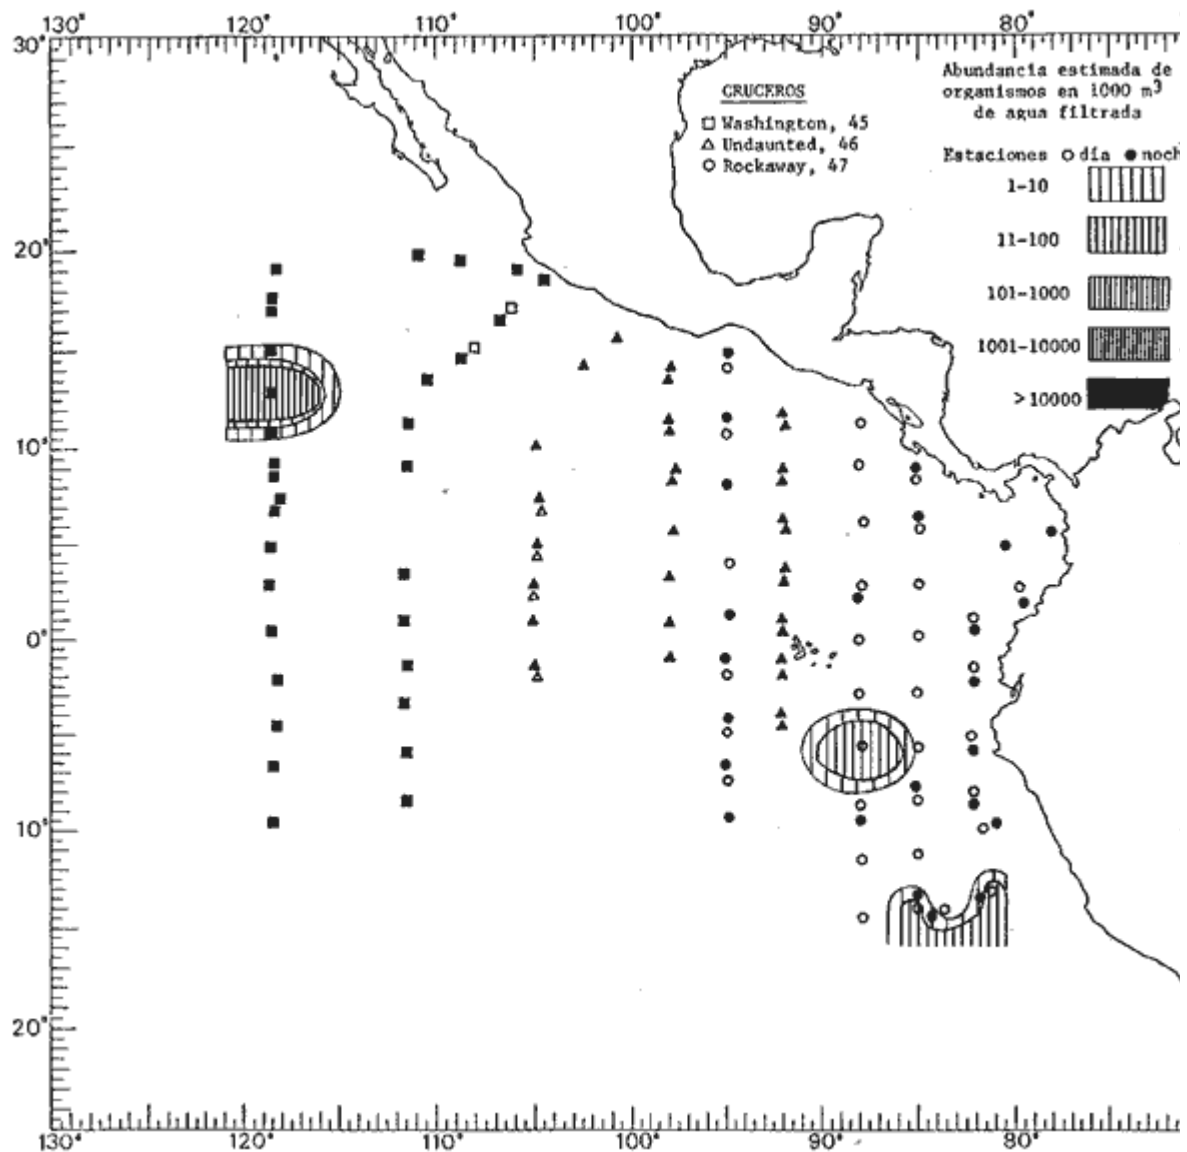 130° 120° 110° 100° 90° 80°
30°
20°
10°
0°
10°
20°
CRUCEROS
□ Washington, 45
△ Undaunted, 46
○ Rockaway, 47
Abundancia estimada de
organismos en 1000 m³
de agua filtrada
Estaciones ○ día ● noch
1-10
11-100
101-1000
1001-10000
>10000
130° 120° 110° 100° 90° 80°